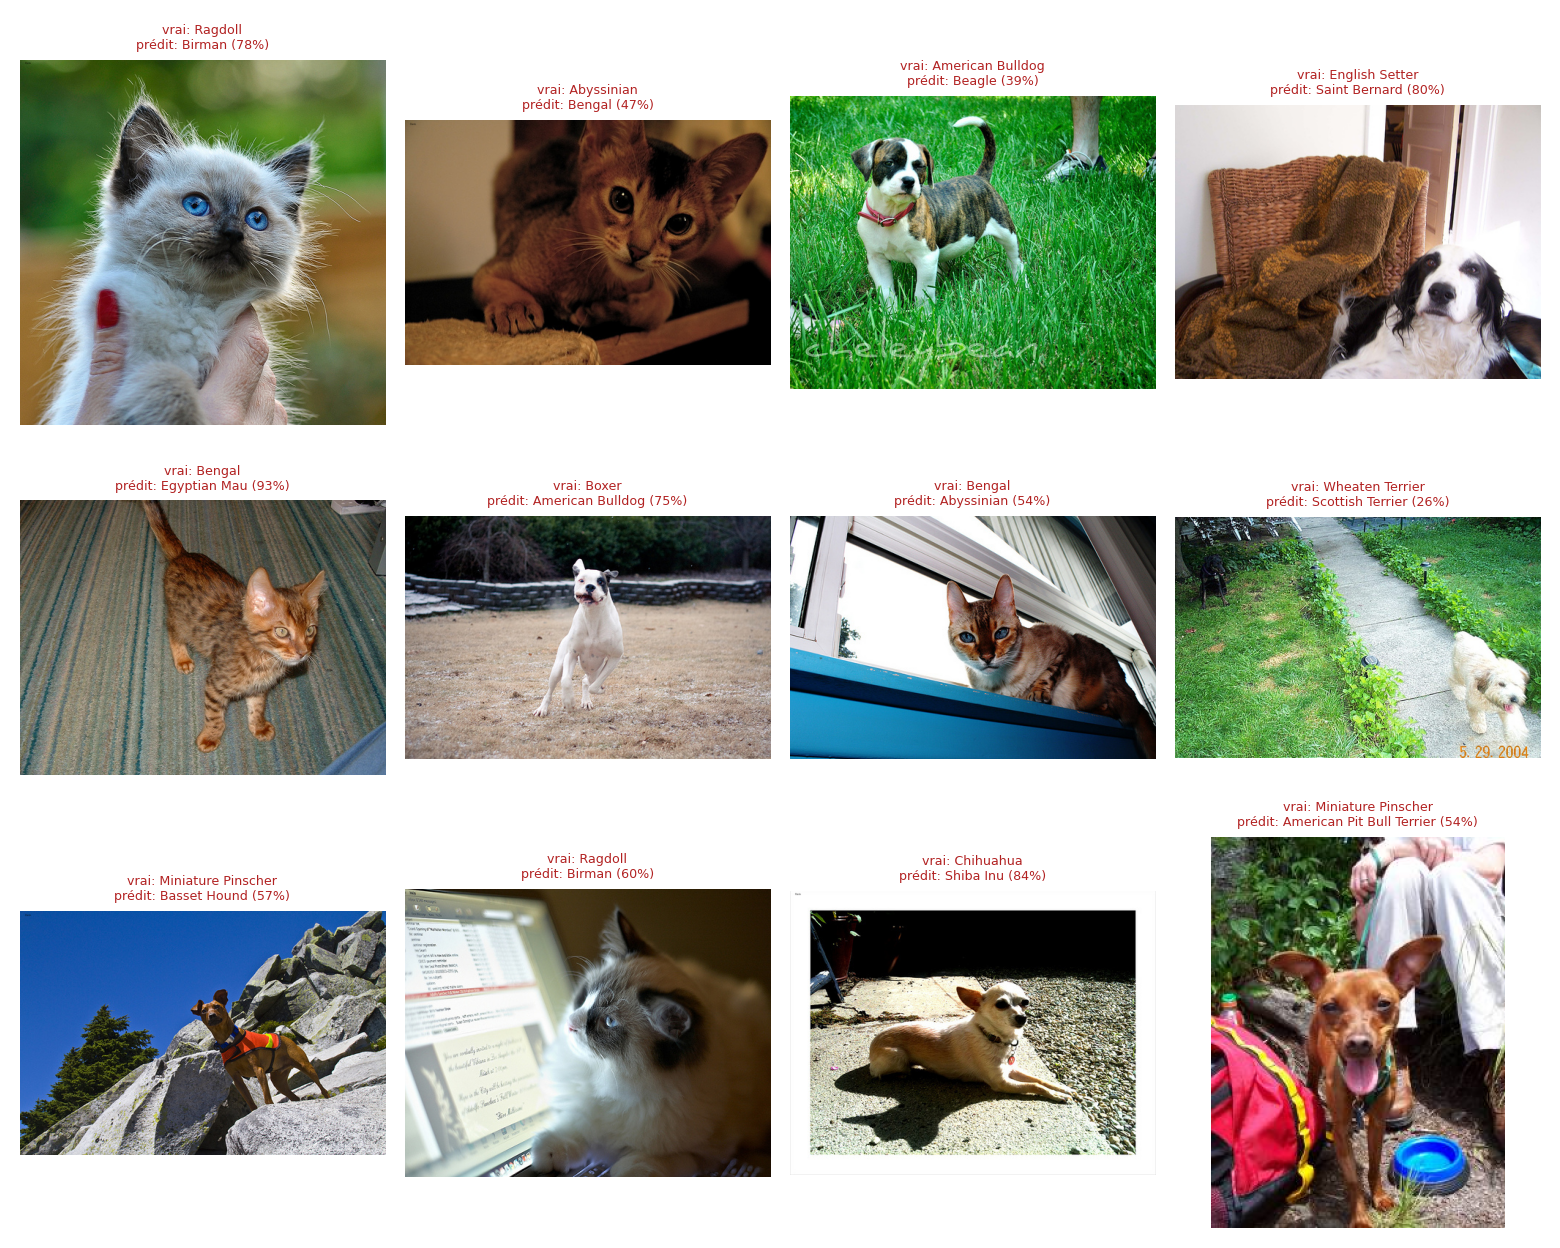 vrai: Ragdoll
prédit: Birman (78%)
vrai: Abyssinian
prédit: Bengal (47%)
vrai: American Bulldog
prédit: Beagle (39%)
vrai: English Setter
prédit: Saint Bernard (80%)
cheleyJean
vrai: Bengal
prédit: Egyptian Mau (93%)
vrai: Boxer
prédit: American Bulldog (75%)
vrai: Bengal
prédit: Abyssinian (54%)
vrai: Wheaten Terrier
prédit: Scottish Terrier (26%)
5. 29. 2004
vrai: Miniature Pinscher
prédit: Basset Hound (57%)
vrai: Ragdoll
prédit: Birman (60%)
vrai: Chihuahua
prédit: Shiba Inu (84%)
vrai: Miniature Pinscher
prédit: American Pit Bull Terrier (54%)